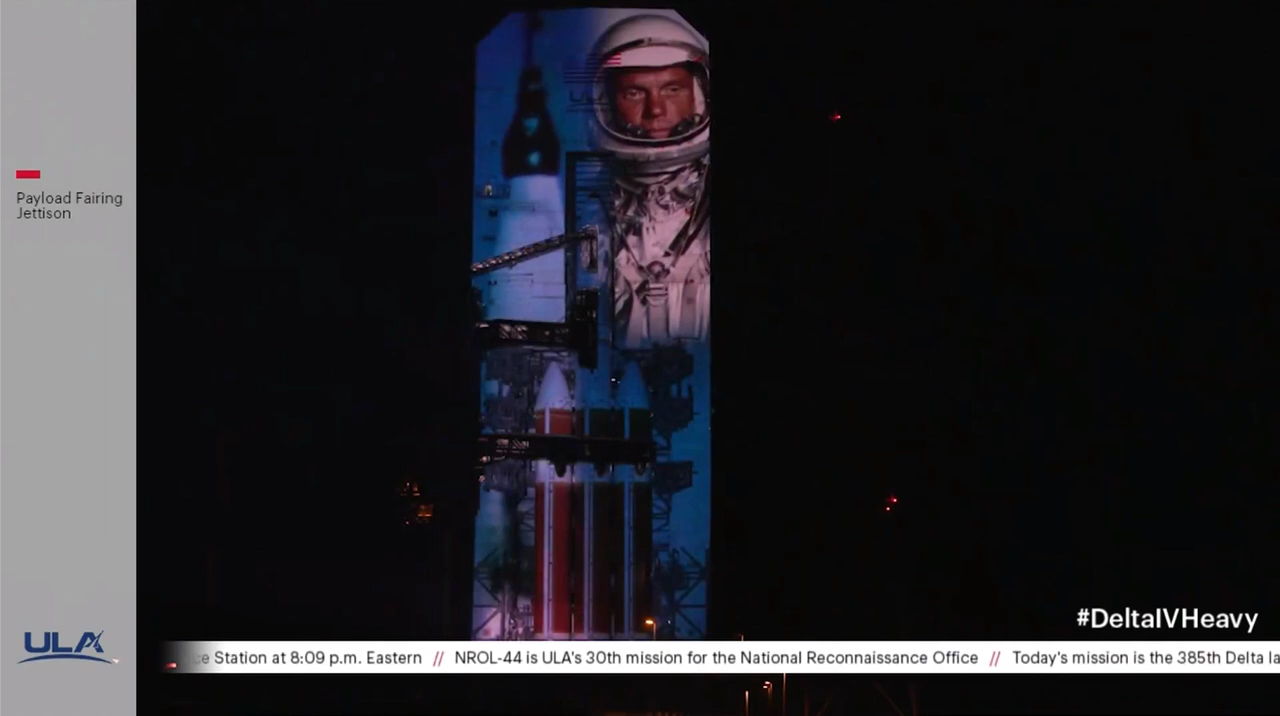 Payload Fairing
Jettison
ULA
ULA
#DeltaIVHeavy
Station at 8:09 p.m. Eastern // NROL-44 is ULA's 30th mission for the National Reconnaissance Office // Today's mission is the 385th Delta